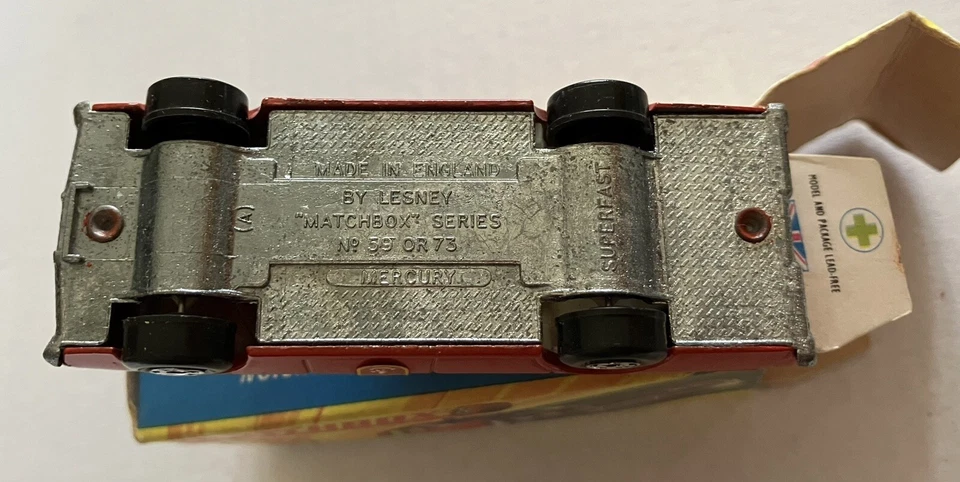 MADE IN ENGLAND
BY LESNEY
"MATCHBOX" SERIES
Nº 59 OR 73
MERCURY
(A)
SUPERFAST
MODEL AND PACKAGE LEAD-FREE